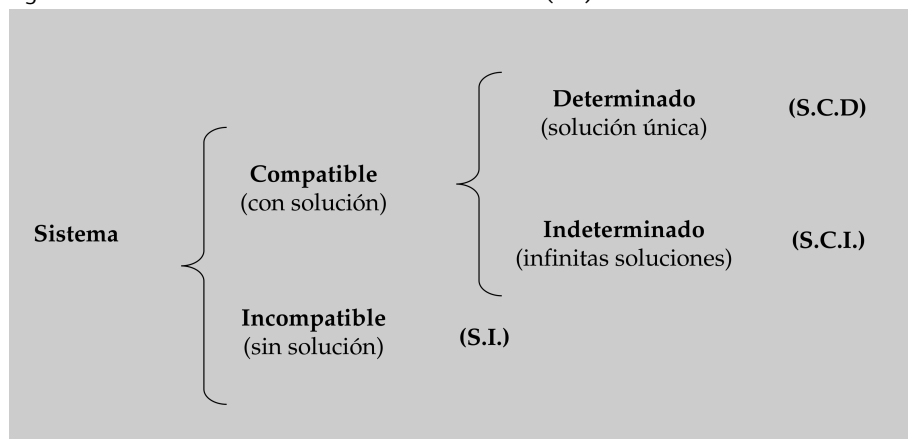 Sistema
Compatible
(con solución)
Determinado
(solución única)
(S.C.D)
Indeterminado
(infinitas soluciones)
(S.C.I.)
Incompatible
(sin solución)
(S.I.)